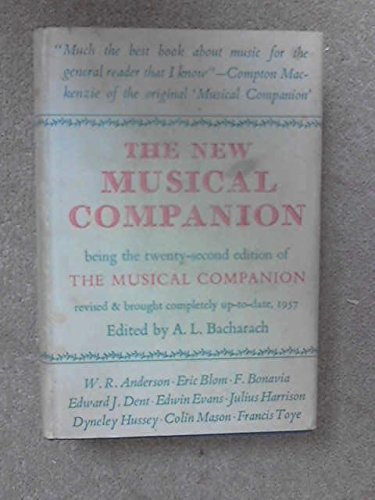 "Much the best book about music for the
general reader that I know"—Compton Mac-
kenzie of the original 'Musical Companion'
THE NEW
MUSICAL
COMPANION
being the twenty-second edition of
THE MUSICAL COMPANION
revised & brought completely up-to-date, 1957
Edited by A. L. Bacharach
W. R. Anderson · Eric Blom · F. Bonavia
Edward J. Dent · Edwin Evans · Julius Harrison
Dyneley Hussey · Colin Mason · Francis Toye